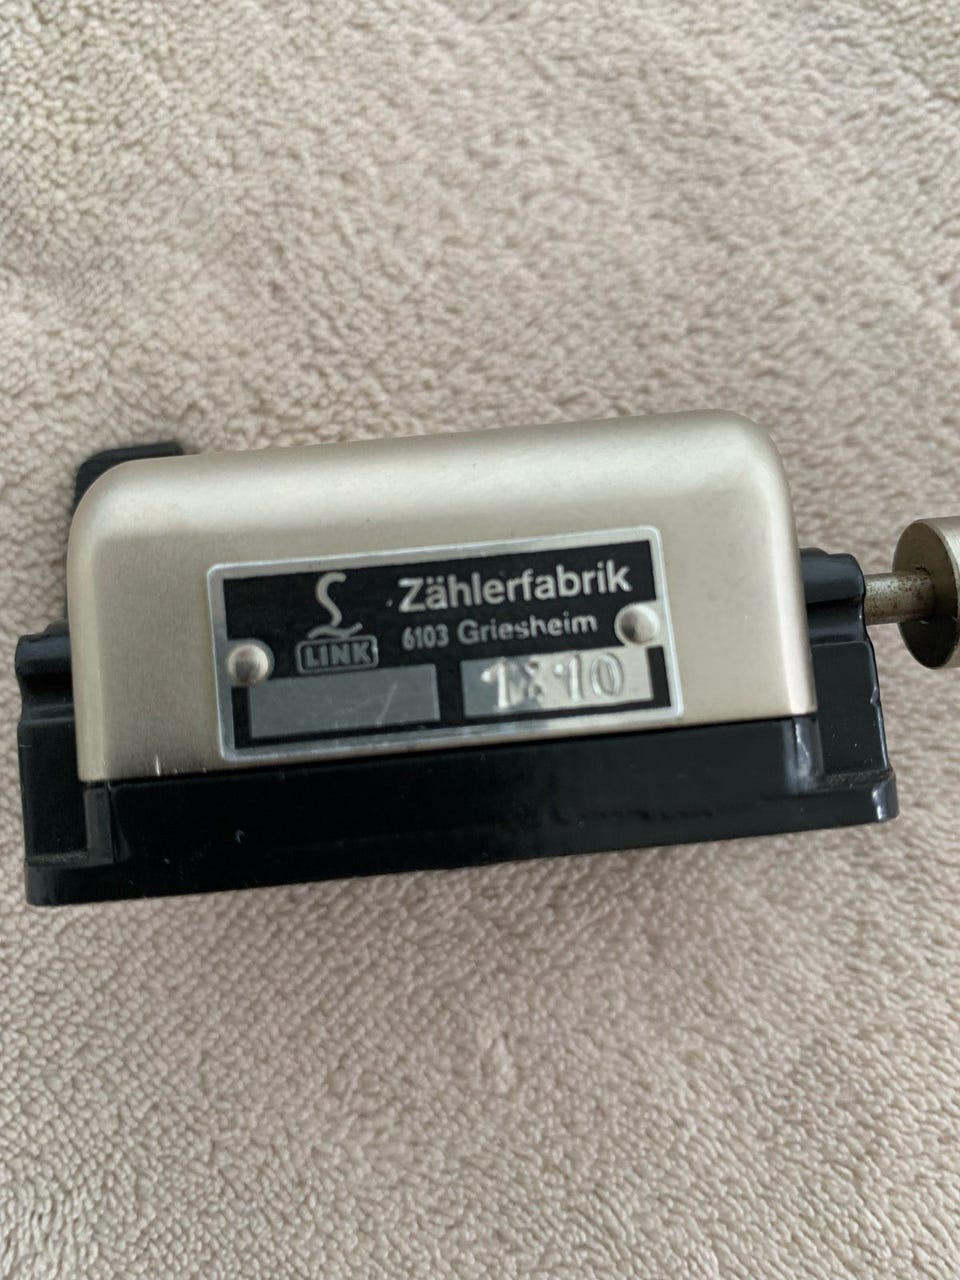 Zählerfabrik
6103 Griesheim
LINK
1X10